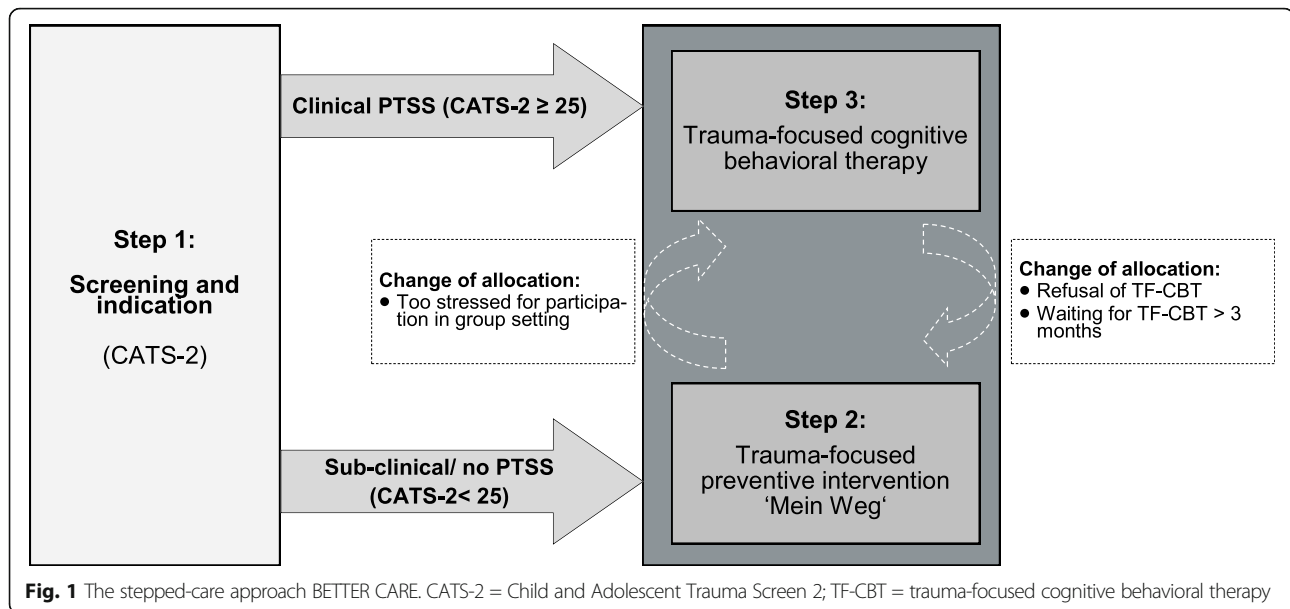 Step 1:
Screening and
indication
(CATS-2)
Clinical PTSS (CATS-2 ≥ 25)
Step 3:
Trauma-focused cognitive
behavioral therapy
Change of allocation:
● Too stressed for participa-
tion in group setting
Change of allocation:
● Refusal of TF-CBT
● Waiting for TF-CBT > 3
months
Sub-clinical/ no PTSS
(CATS-2< 25)
Step 2:
Trauma-focused
preventive intervention
‘Mein Weg‘
Fig. 1 The stepped-care approach BETTER CARE. CATS-2 = Child and Adolescent Trauma Screen 2; TF-CBT = trauma-focused cognitive behavioral therapy